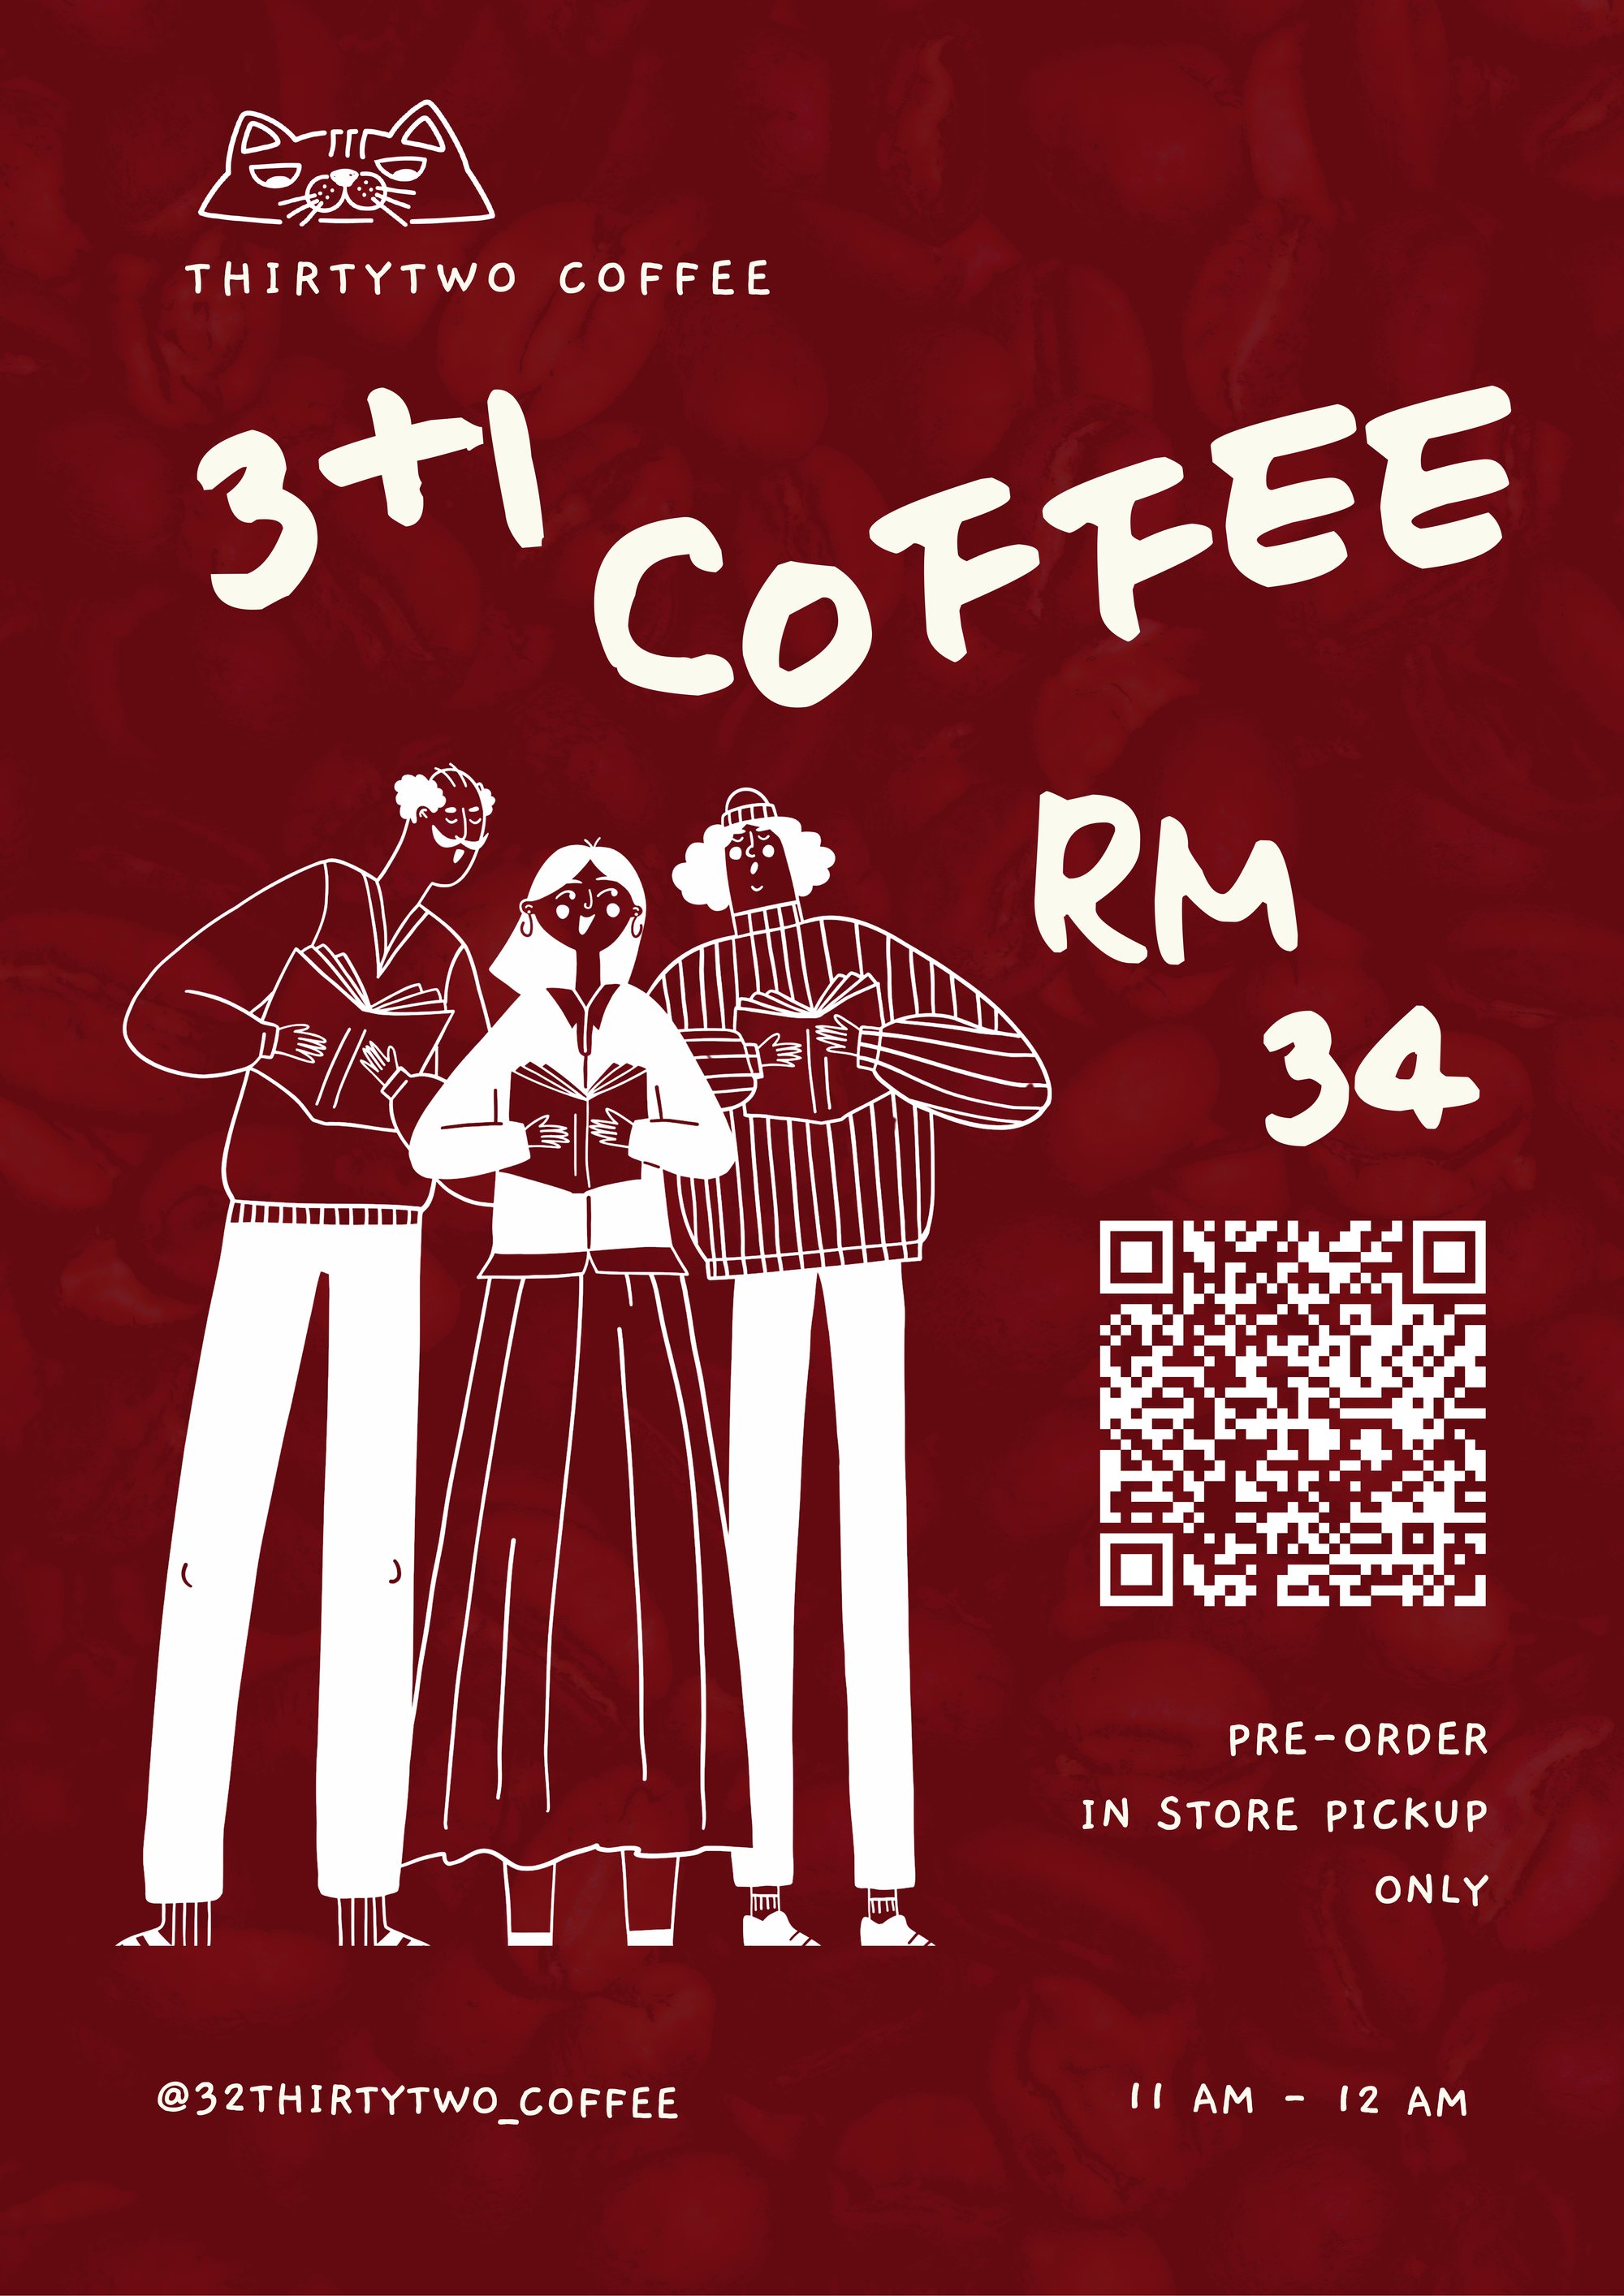 THIRTYTWO COFFEE
3+1
COFFEE
RM
34
PRE-ORDER
IN STORE PICKUP
ONLY
@32THIRTYTWO_COFFEE
11 AM - 12 AM